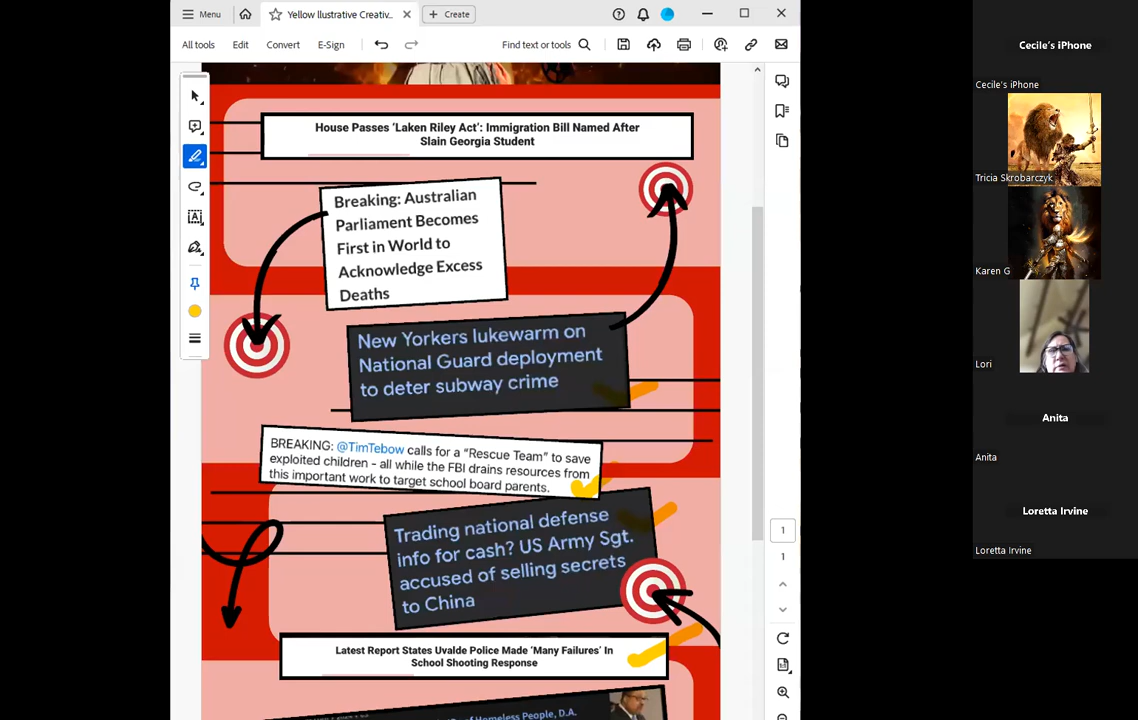 Menu
Yellow llustrative Creativ...
Create
All tools
Edit
Convert
E-Sign
Find text or tools
House Passes 'Laken Riley Act': Immigration Bill Named After
Slain Georgia Student
Breaking: Australian
Parliament Becomes
First in World to
Acknowledge Excess
Deaths
New Yorkers lukewarm on
National Guard deployment
to deter subway crime
BREAKING: @TimTebow calls for a "Rescue Team" to save
exploited children - all while the FBI drains resources from
this important work to target school board parents.
Trading national defense
info for cash? US Army Sgt.
accused of selling secrets
to China
Latest Report States Uvalde Police Made 'Many Failures' In
School Shooting Response
of Homeless People, D.A.
1
1
Cecile's iPhone
Cecile's iPhone
Tricia Skrobarczyk
Karen G
Lori
Anita
Anita
Loretta Irvine
Loretta Irvine